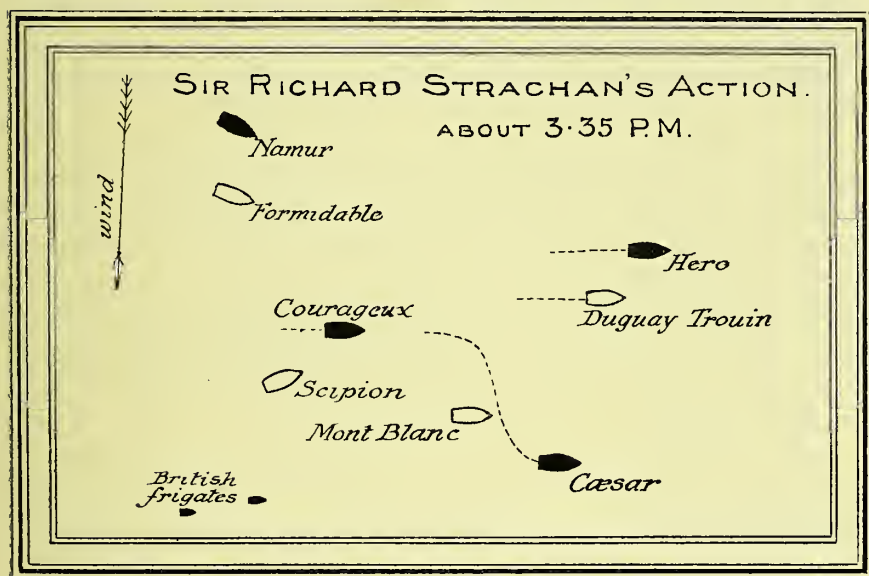 SIR RICHARD STRACHAN'S ACTION.
ABOUT 3·35 P.M.
wind
Namur
Formidable
Hero
Duguay Trouin
Courageux
Scipion
Mont Blanc
Cæsar
British
frigates